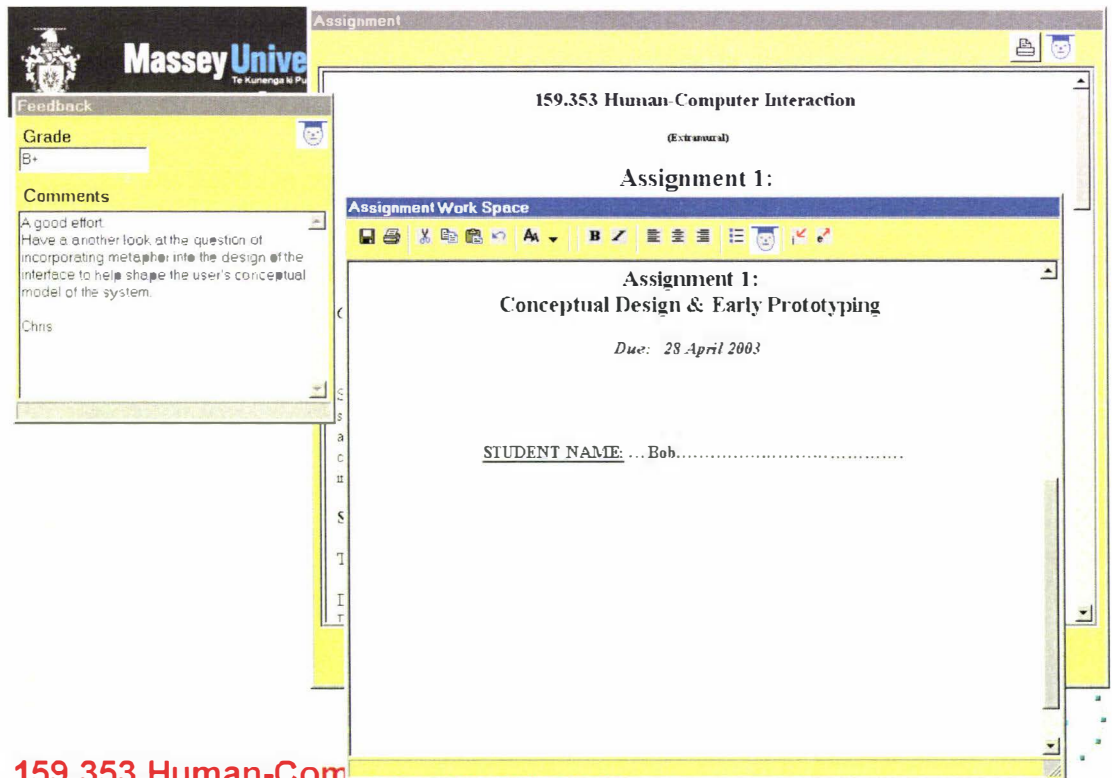 Assignment
Massey Unive
Te Kunenga ki Pu
Feedback
Grade
B+
Comments
A good effort.
Have a another look at the question of
incorporating metaphor into the design of the
interface to help shape the user's conceptual
model of the system.
Chris
159.353 Human-Computer Interaction
(Extramural)
Assignment 1:
Assignment Work Space
Assignment 1:
Conceptual Design & Early Prototyping
Due: 28 April 2003
STUDENT NAME: ...Bob..........................................
159.353 Human-Com